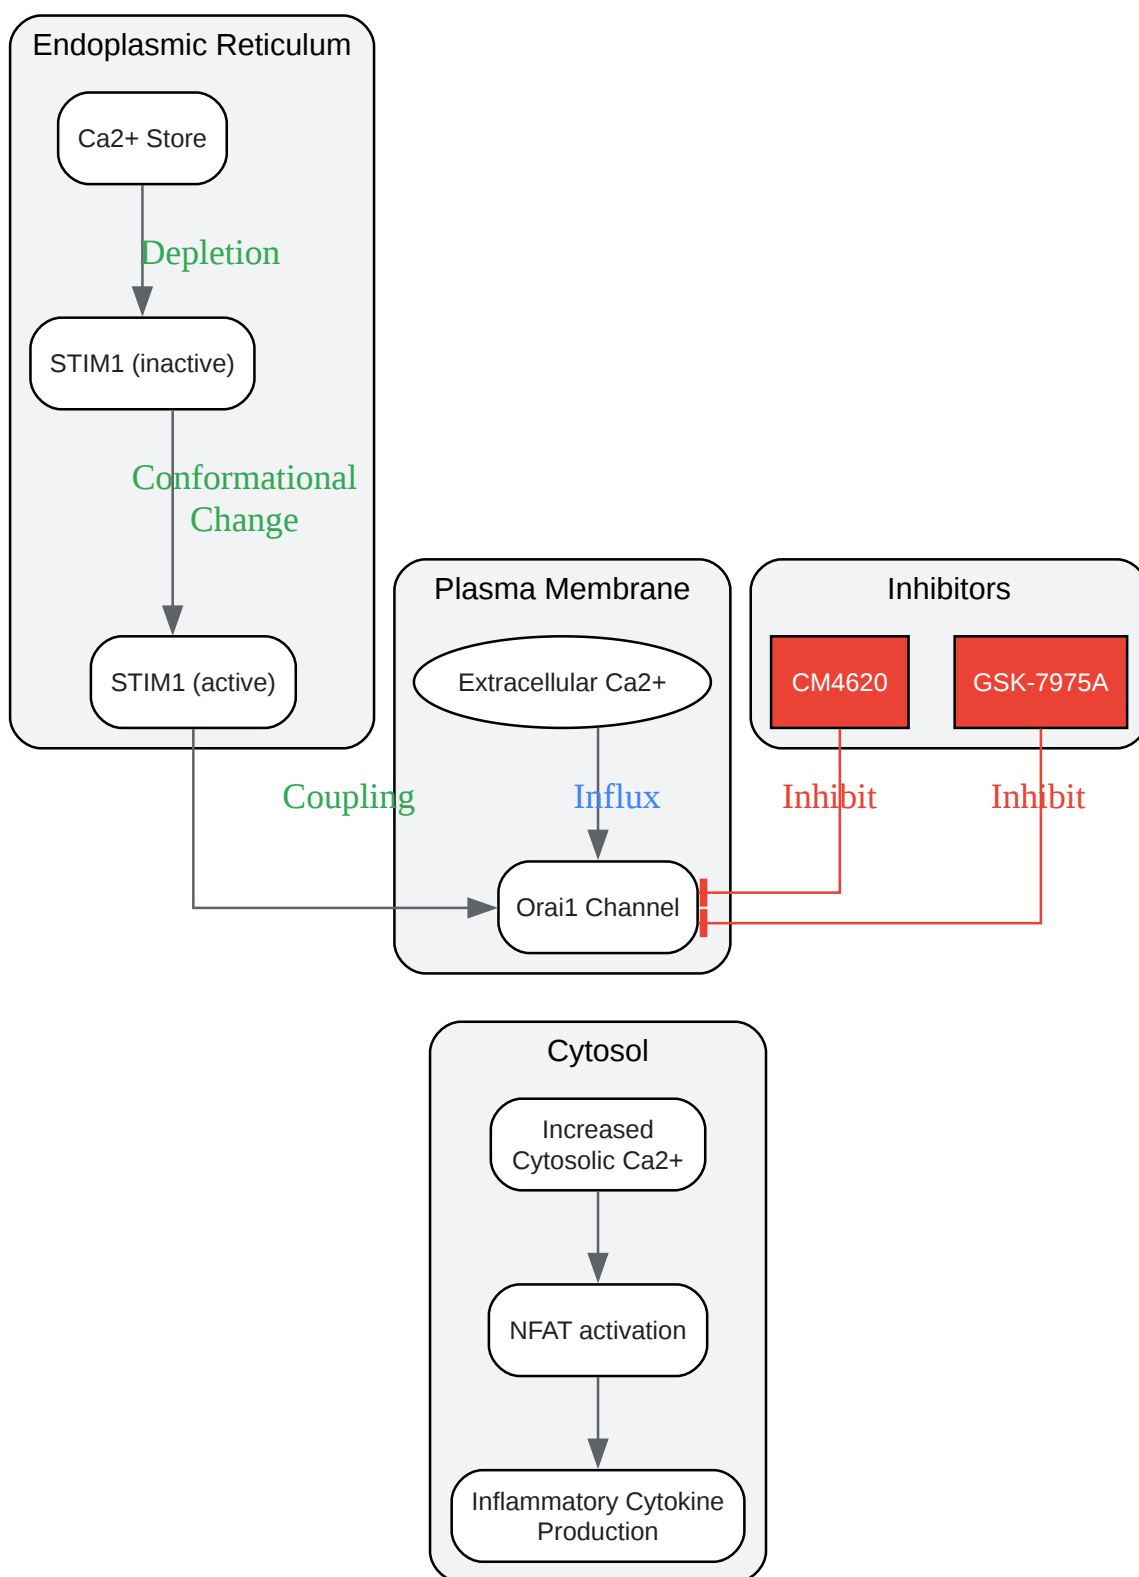 Endoplasmic Reticulum
Ca2+ Store
Depletion
STIM1 (inactive)
Conformational
Change
STIM1 (active)
Coupling
Plasma Membrane
Extracellular Ca2+
Influx
Orai1 Channel
Inhibitors
CM4620
GSK-7975A
Inhibit
Inhibit
Cytosol
Increased
Cytosolic Ca2+
NFAT activation
Inflammatory Cytokine
Production